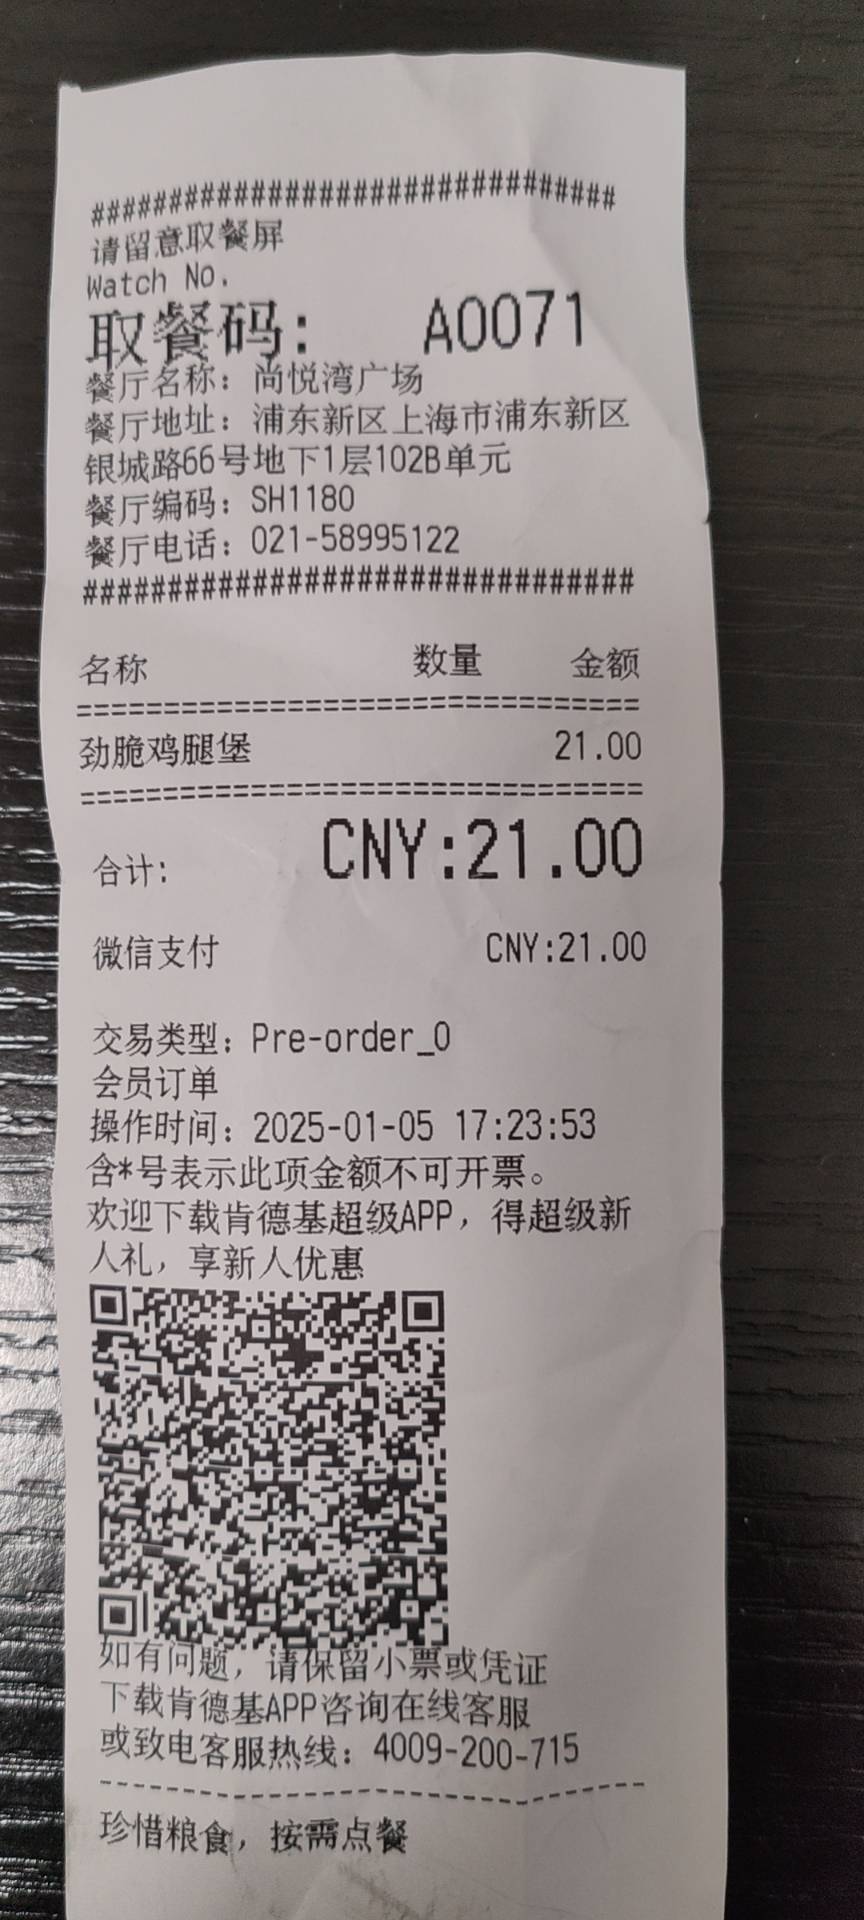 ################################
请留意取餐屏
Watch No.
取餐码： A0071
餐厅名称：尚悦湾广场
餐厅地址：浦东新区上海市浦东新区
银城路66号地下1层102B单元
餐厅编码：SH1180
餐厅电话：021-58995122
################################
名称 数量 金额
================================
劲脆鸡腿堡 21.00
================================
合计: CNY:21.00
微信支付 CNY:21.00
交易类型：Pre-order_0
会员订单
操作时间：2025-01-05 17:23:53
含*号表示此项金额不可开票。
欢迎下载肯德基超级APP，得超级新
人礼，享新人优惠
如有问题，请保留小票或凭证
下载肯德基APP咨询在线客服
或致电客服热线：4009-200-715
--------------------------------
珍惜粮食，按需点餐